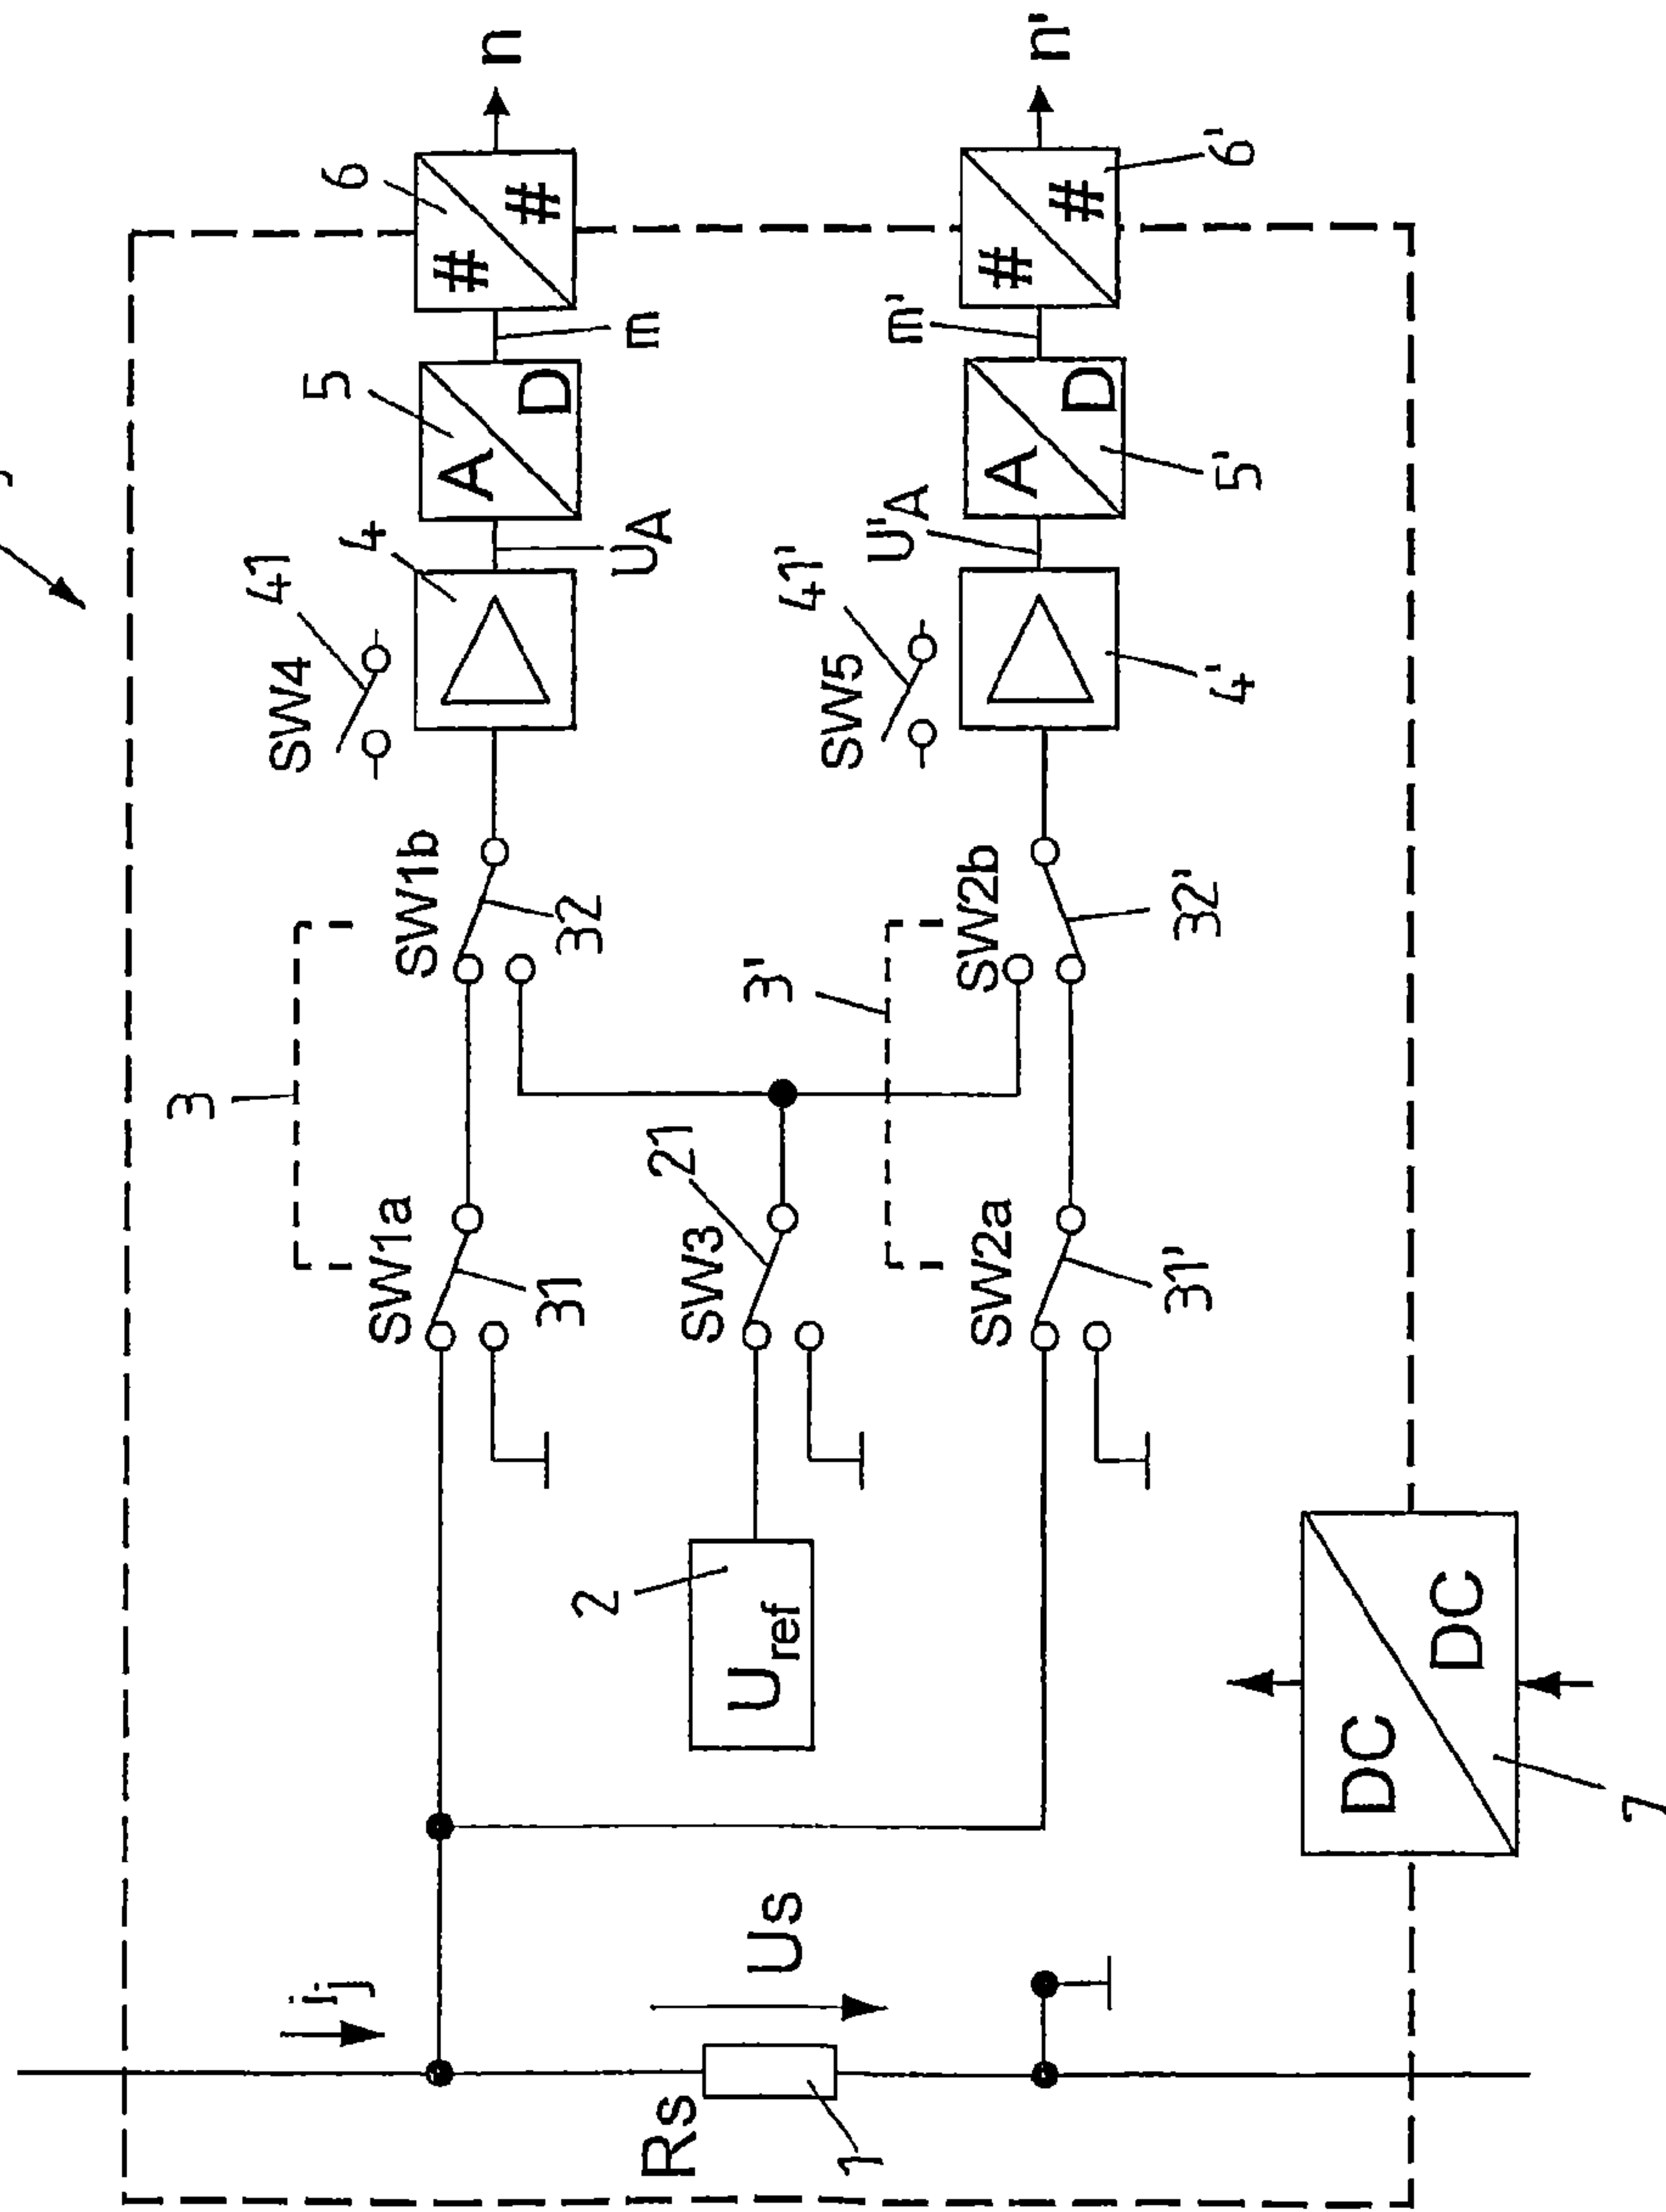 n
n'
6
#
#
6'
#
#
m
m'
5
A
D
5'
A
D
UA
U'A
4
41
SW4
4'
41'
SW5
SW1b
32
SW2b
32'
3
3'
SW1a
31
SW3
21
SW2a
31'
2
Uref
DC
DC
7
ij
Us
Rs
1